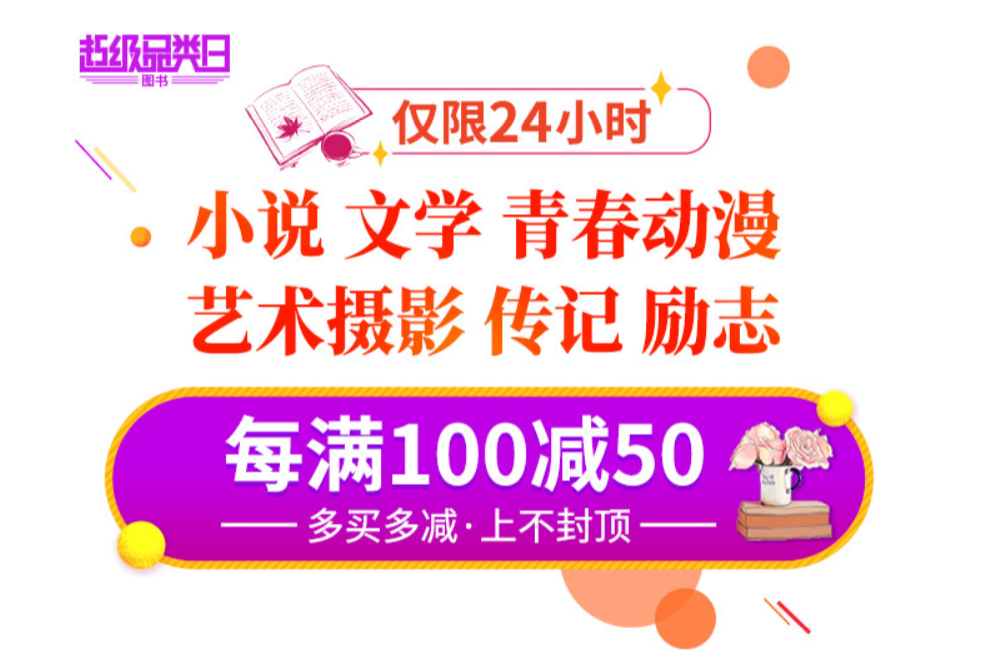 超级品类日
图书
仅限24小时
小说 文学 青春动漫
艺术摄影 传记 励志
每满100减50
多买多减·上不封顶